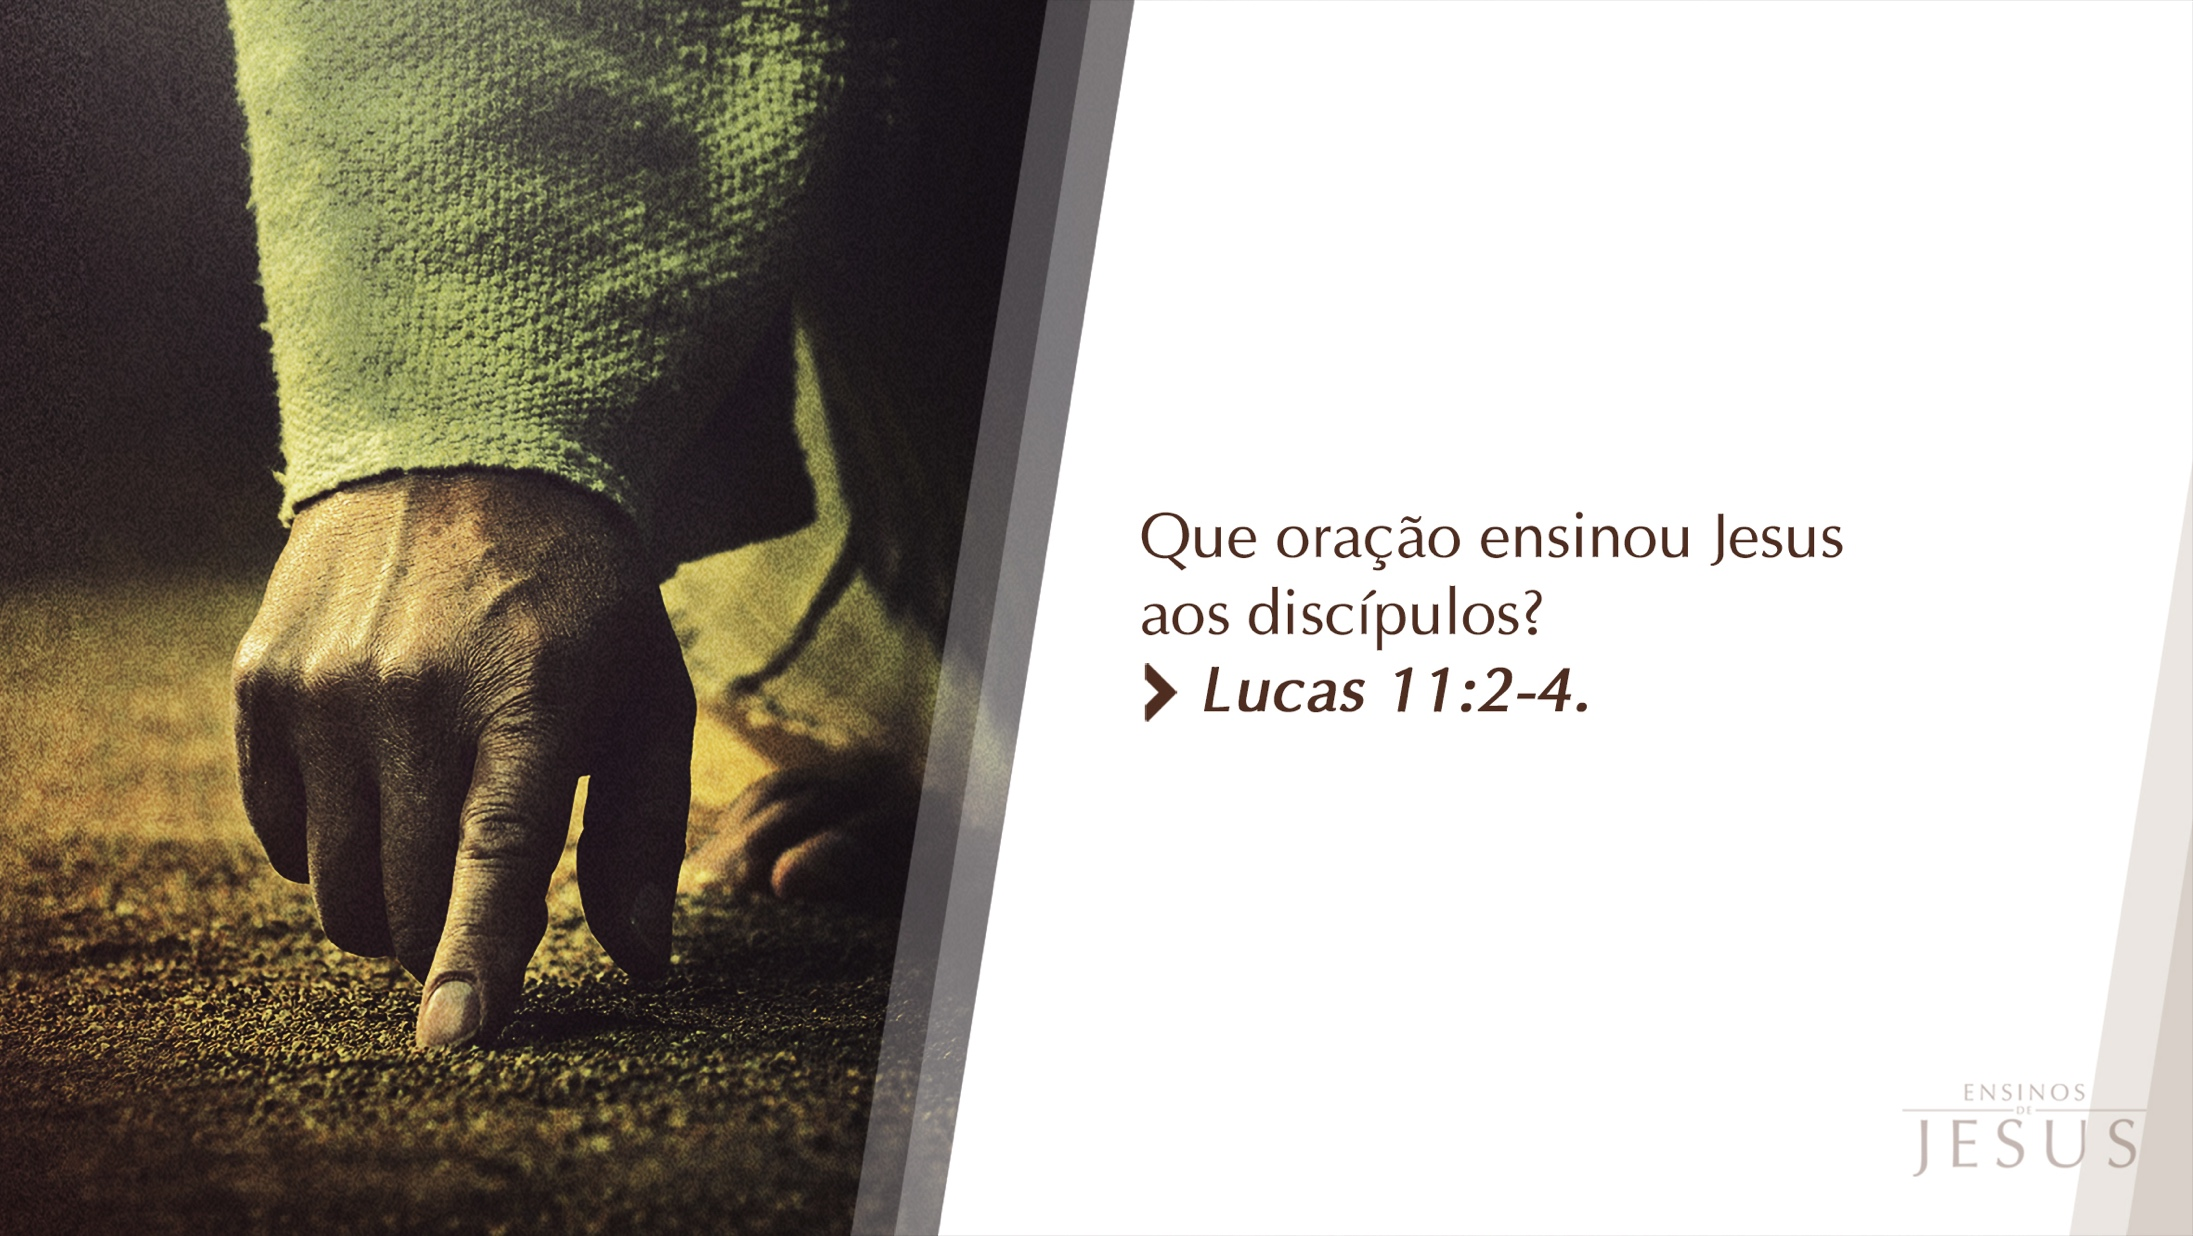 Que oração ensinou Jesus
aos discípulos?
Lucas 11:2-4.
ENSINOS
DE
JESUS